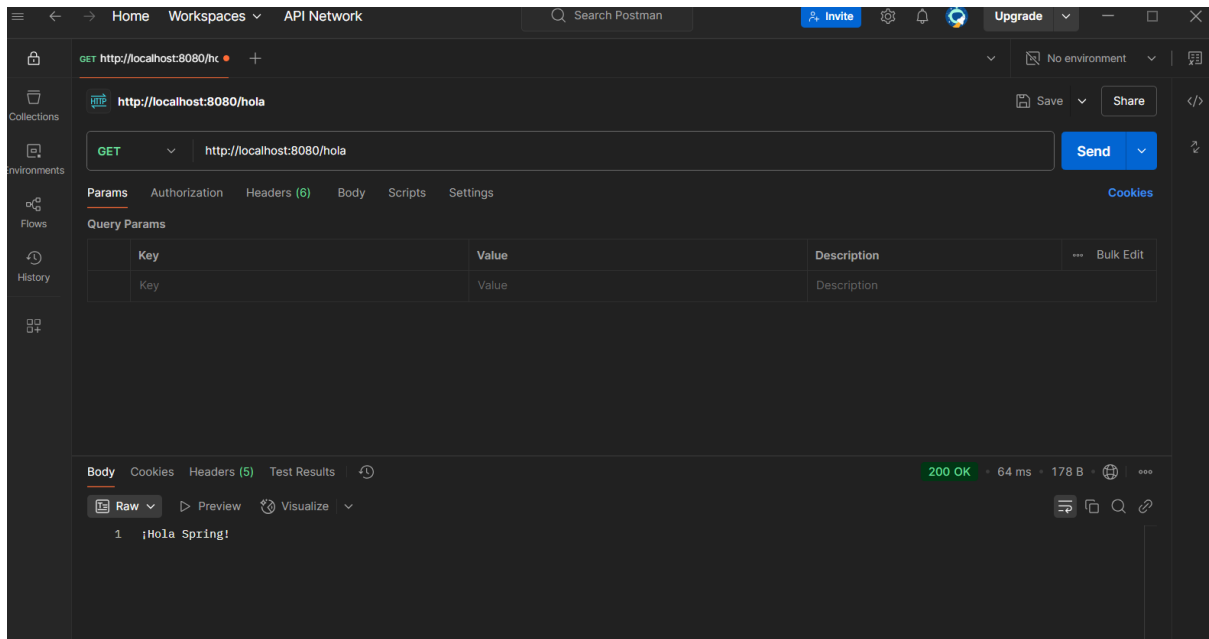 Home Workspaces API Network Search Postman Invite Upgrade
GET http://localhost:8080/hc No environment
HTTP http://localhost:8080/hola Save Share
Collections
GET http://localhost:8080/hola Send
Environments
Params Authorization Headers (6) Body Scripts Settings Cookies
Flows
Query Params
Key Value Description Bulk Edit
History
Key Value Description
Body Cookies Headers (5) Test Results 200 OK 64 ms 178 B
Raw Preview Visualize
1 ¡Hola Spring!